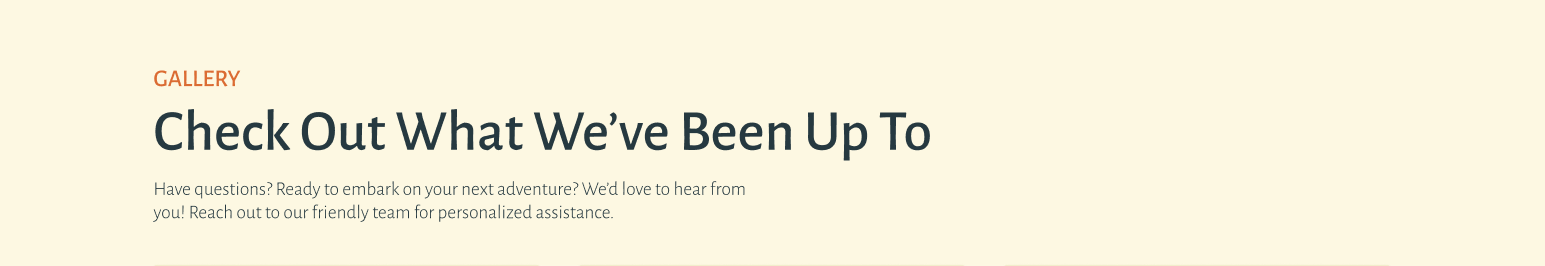 GALLERY
Check Out What We’ve Been Up To
Have questions? Ready to embark on your next adventure? We’d love to hear from
you! Reach out to our friendly team for personalized assistance.